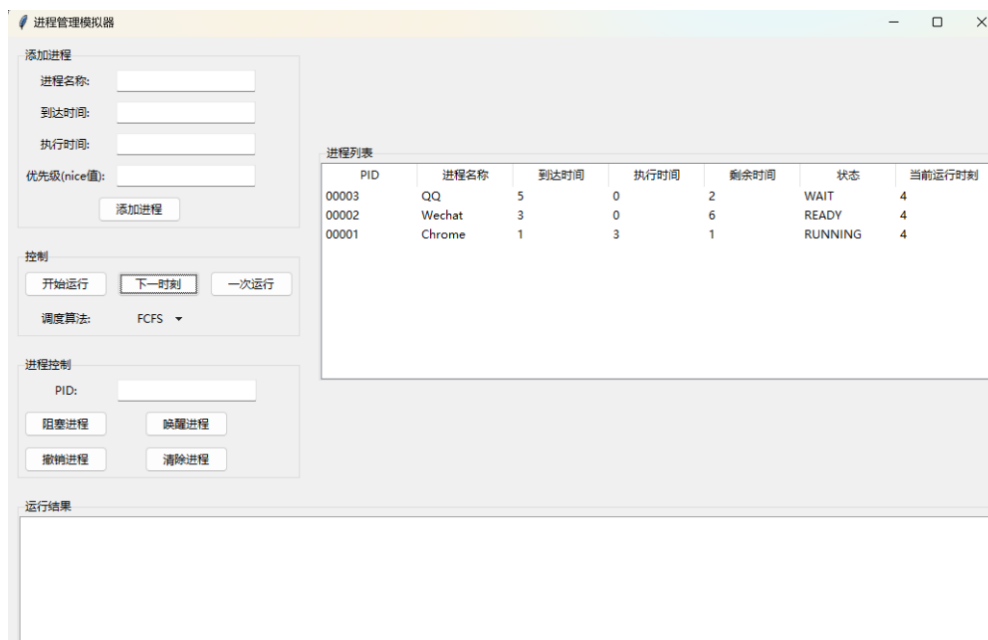 进程管理模拟器
添加进程
进程名称:
到达时间:
执行时间:
优先级(nice值):
添加进程
控制
开始运行 下一时刻 一次运行
调度算法: FCFS
进程控制
PID:
阻塞进程 唤醒进程
撤销进程 清除进程
进程列表
PID 进程名称 到达时间 执行时间 剩余时间 状态 当前运行时刻
00003 QQ 5 0 2 WAIT 4
00002 Wechat 3 0 6 READY 4
00001 Chrome 1 3 1 RUNNING 4
运行结果